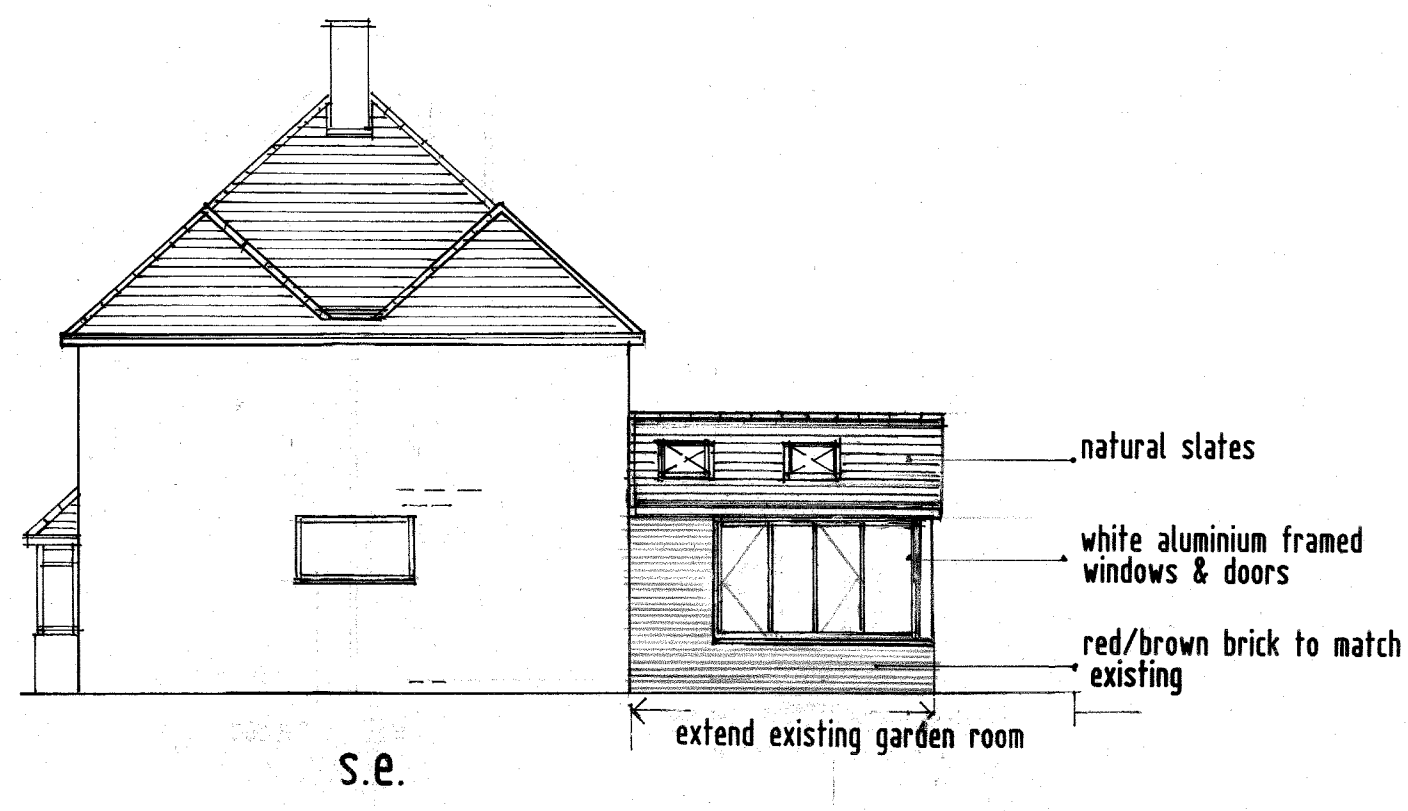 natural slates
white aluminium framed
windows & doors
red/brown brick to match
existing
extend existing garden room
s.e.